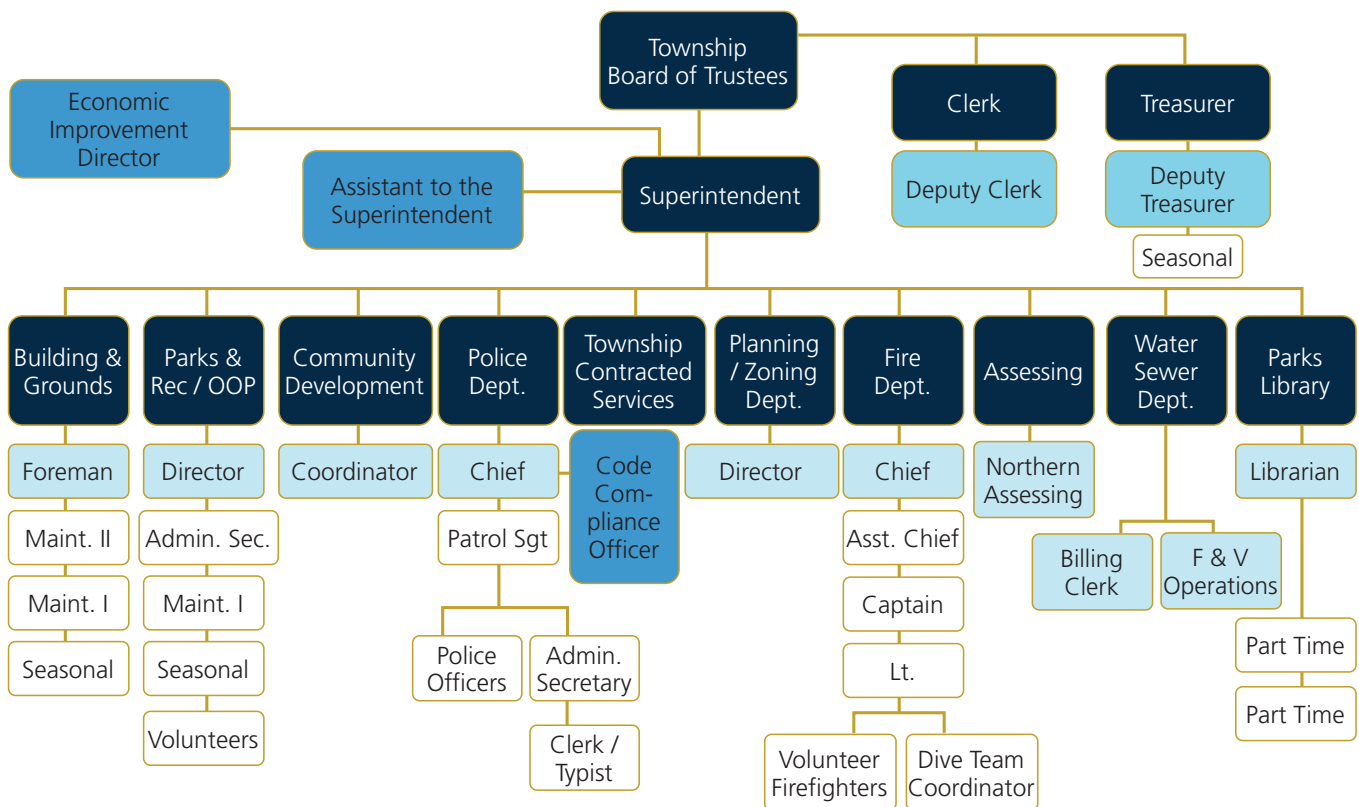 Township
Board of Trustees
Clerk
Treasurer
Economic
Improvement
Director
Assistant to the
Superintendent
Superintendent
Deputy Clerk
Deputy
Treasurer
Seasonal
Building &
Grounds
Parks &
Rec / OOP
Community
Development
Police
Dept.
Township
Contracted
Services
Planning
/ Zoning
Dept.
Fire
Dept.
Assessing
Water
Sewer
Dept.
Parks
Library
Foreman
Director
Coordinator
Chief
Code
Com-
pliance
Officer
Director
Chief
Northern
Assessing
Librarian
Maint. II
Admin. Sec.
Patrol Sgt
Asst. Chief
Billing
Clerk
F & V
Operations
Maint. I
Maint. I
Captain
Seasonal
Seasonal
Police
Officers
Admin.
Secretary
Lt.
Part Time
Volunteers
Clerk /
Typist
Volunteer
Firefighters
Dive Team
Coordinator
Part Time